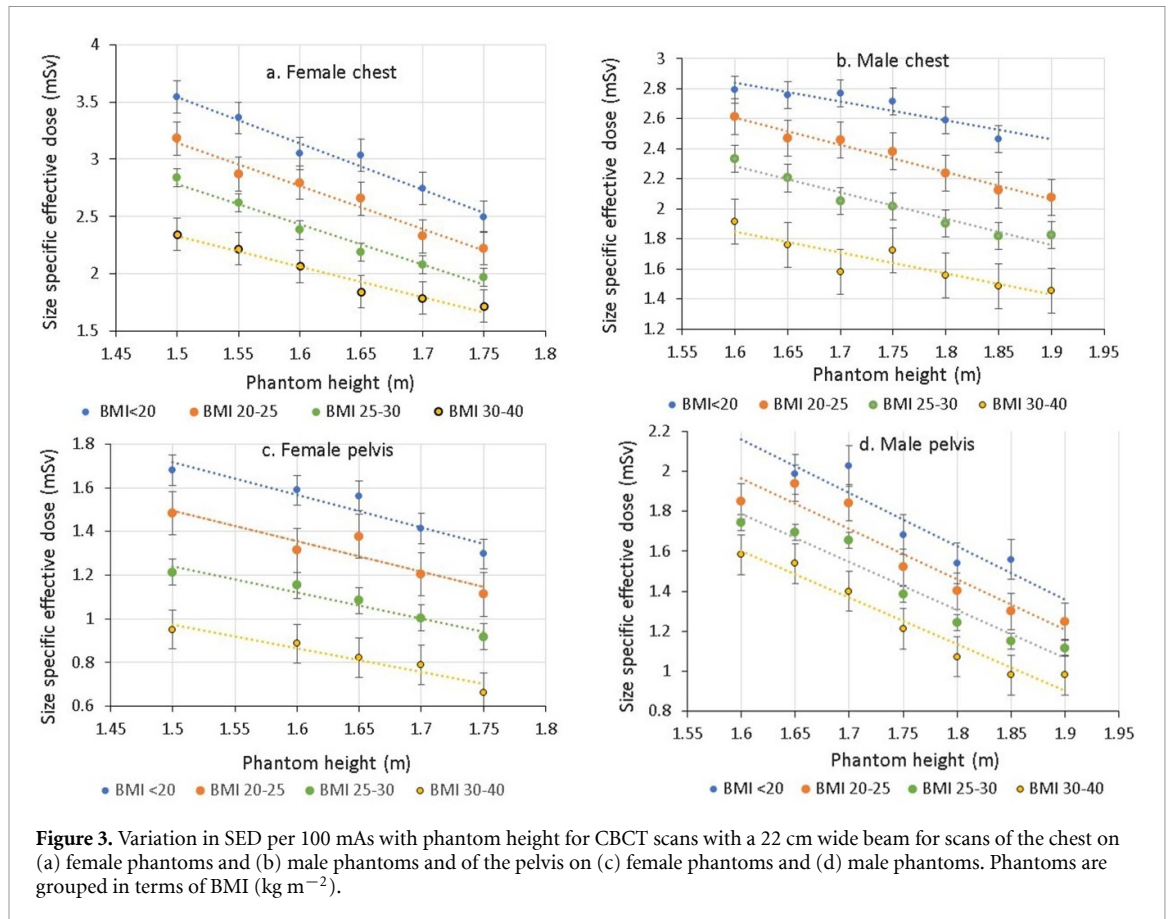 a. Female chest
Size specific effective dose (mSv)
4
3.5
3
2.5
2
1.5
1.45 1.5 1.55 1.6 1.65 1.7 1.75 1.8
Phantom height (m)
BMI<20 BMI 20-25 BMI 25-30 BMI 30-40
b. Male chest
Size specific effective dose (mSv)
3
2.8
2.6
2.4
2.2
2
1.8
1.6
1.4
1.2
1.55 1.6 1.65 1.7 1.75 1.8 1.85 1.9 1.95
Phantom height (m)
BMI<20 BMI 20-25 BMI 25-30 BMI 30-40
c. Female pelvis
Size specific effective dose (mSv)
1.8
1.6
1.4
1.2
1
0.8
0.6
1.45 1.5 1.55 1.6 1.65 1.7 1.75 1.8
Phantom height (m)
BMI <20 BMI 20-25 BMI 25-30 BMI 30-40
d. Male pelvis
Size specific effective dose (mSv)
2.2
2
1.8
1.6
1.4
1.2
1
0.8
1.55 1.6 1.65 1.7 1.75 1.8 1.85 1.9 1.95
Phantom height (m)
BMI <20 BMI 20-25 BMI 25-30 BMI 30-40
Figure 3. Variation in SED per 100 mAs with phantom height for CBCT scans with a 22 cm wide beam for scans of the chest on
(a) female phantoms and (b) male phantoms and of the pelvis on (c) female phantoms and (d) male phantoms. Phantoms are
grouped in terms of BMI (kg m⁻²).